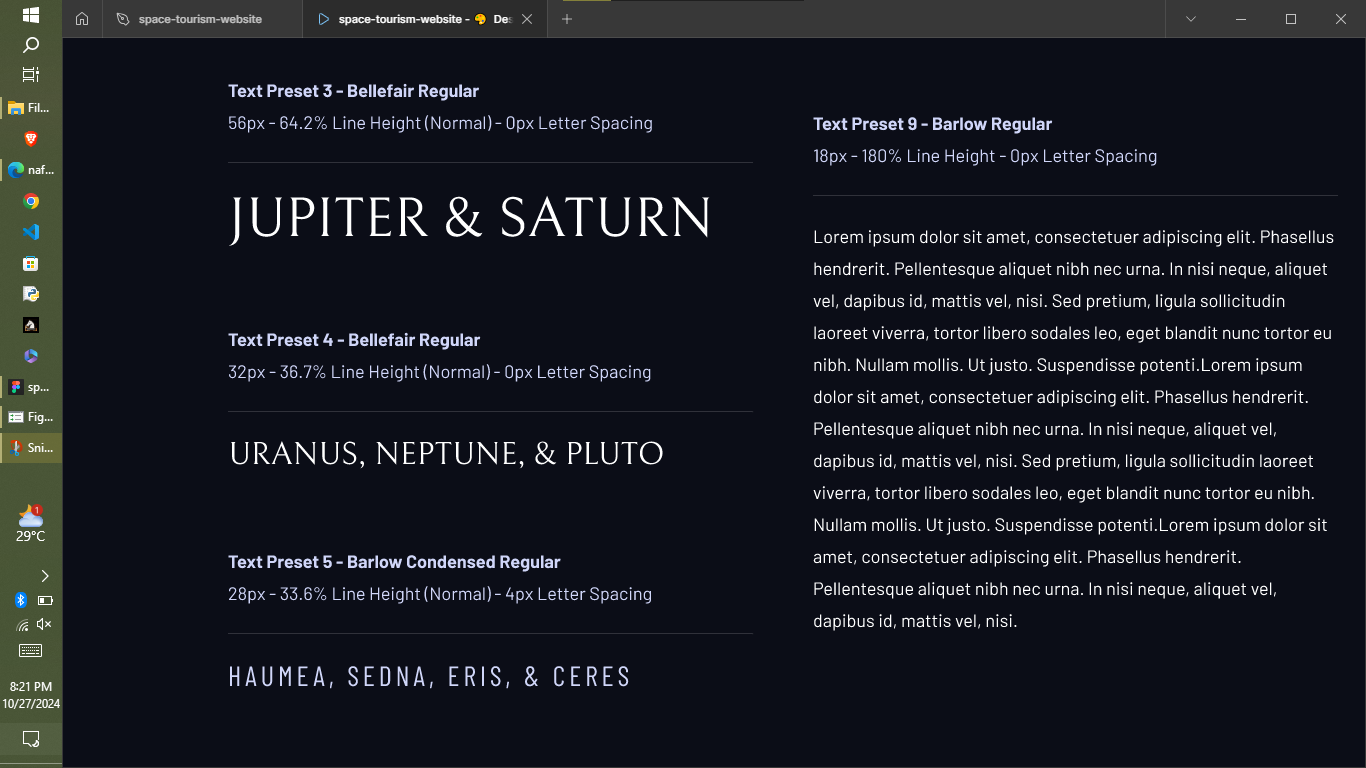 space-tourism-website
space-tourism-website - 🎨 Des
Fil...
naf...
sp...
Fig...
Sni...
1
29°C
8:21 PM
10/27/2024
Text Preset 3 - Bellefair Regular
56px - 64.2% Line Height (Normal) - 0px Letter Spacing
JUPITER & SATURN
Text Preset 4 - Bellefair Regular
32px - 36.7% Line Height (Normal) - 0px Letter Spacing
URANUS, NEPTUNE, & PLUTO
Text Preset 5 - Barlow Condensed Regular
28px - 33.6% Line Height (Normal) - 4px Letter Spacing
HAUMEA, SEDNA, ERIS, & CERES
Text Preset 9 - Barlow Regular
18px - 180% Line Height - 0px Letter Spacing
Lorem ipsum dolor sit amet, consectetuer adipiscing elit. Phasellus
hendrerit. Pellentesque aliquet nibh nec urna. In nisi neque, aliquet
vel, dapibus id, mattis vel, nisi. Sed pretium, ligula sollicitudin
laoreet viverra, tortor libero sodales leo, eget blandit nunc tortor eu
nibh. Nullam mollis. Ut justo. Suspendisse potenti.Lorem ipsum
dolor sit amet, consectetuer adipiscing elit. Phasellus hendrerit.
Pellentesque aliquet nibh nec urna. In nisi neque, aliquet vel,
dapibus id, mattis vel, nisi. Sed pretium, ligula sollicitudin laoreet
viverra, tortor libero sodales leo, eget blandit nunc tortor eu nibh.
Nullam mollis. Ut justo. Suspendisse potenti.Lorem ipsum dolor sit
amet, consectetuer adipiscing elit. Phasellus hendrerit.
Pellentesque aliquet nibh nec urna. In nisi neque, aliquet vel,
dapibus id, mattis vel, nisi.